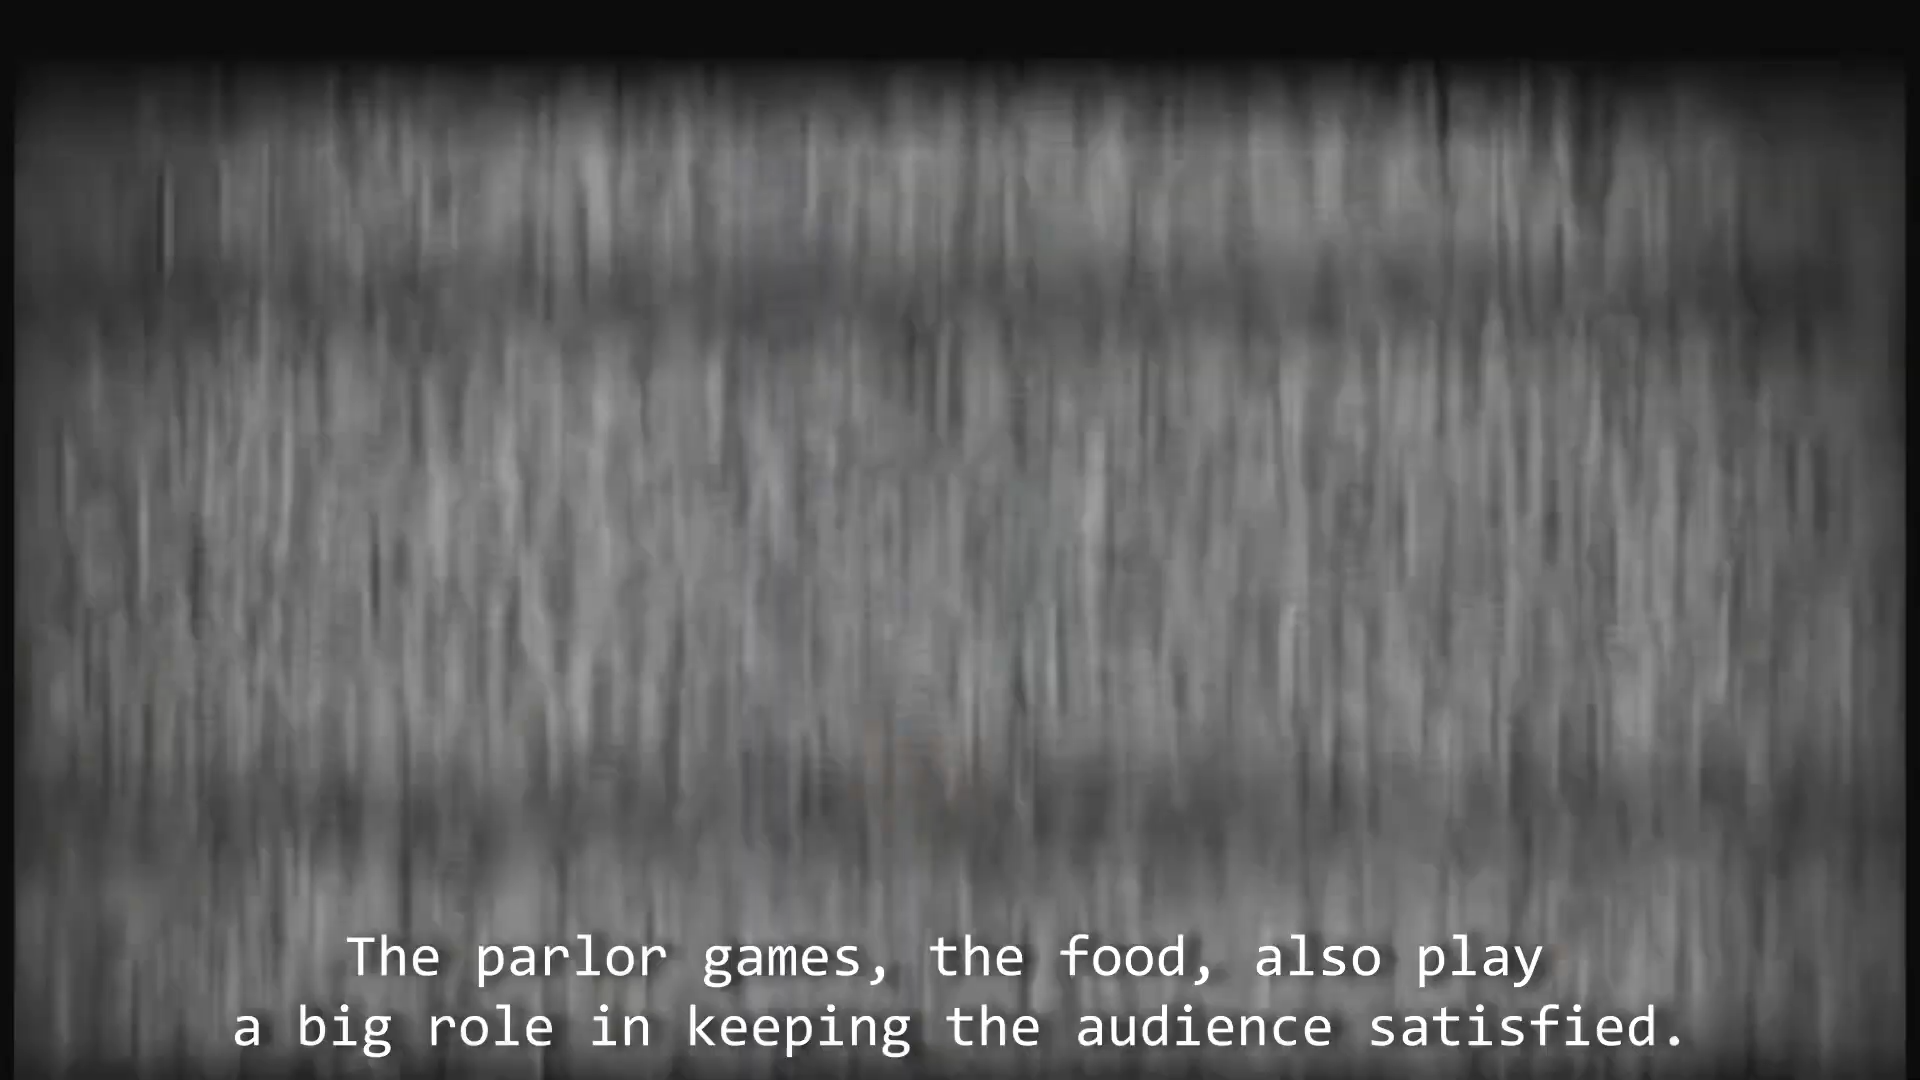 The parlor games, the food, also play
a big role in keeping the audience satisfied.